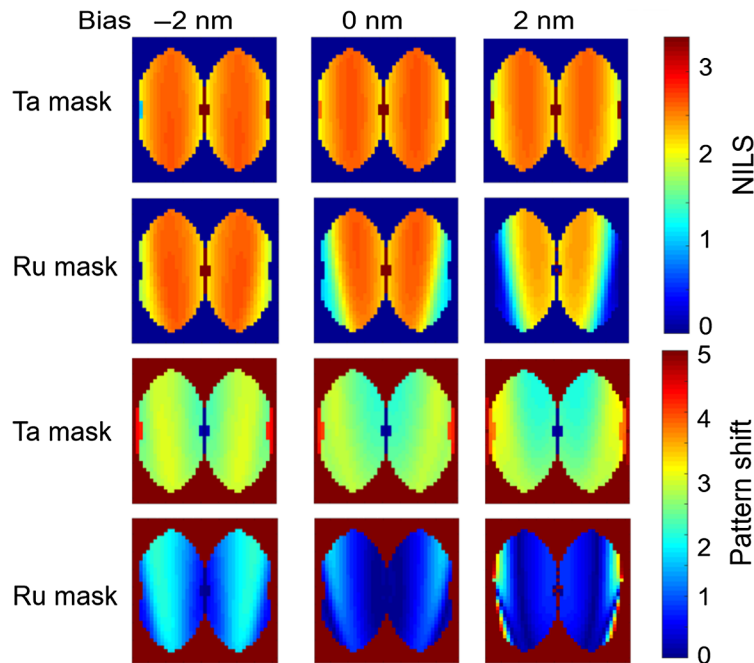 Bias –2 nm 0 nm 2 nm
Ta mask
Ru mask
Ta mask
Ru mask
3
2
1
0
NILS
5
4
3
2
1
0
Pattern shift